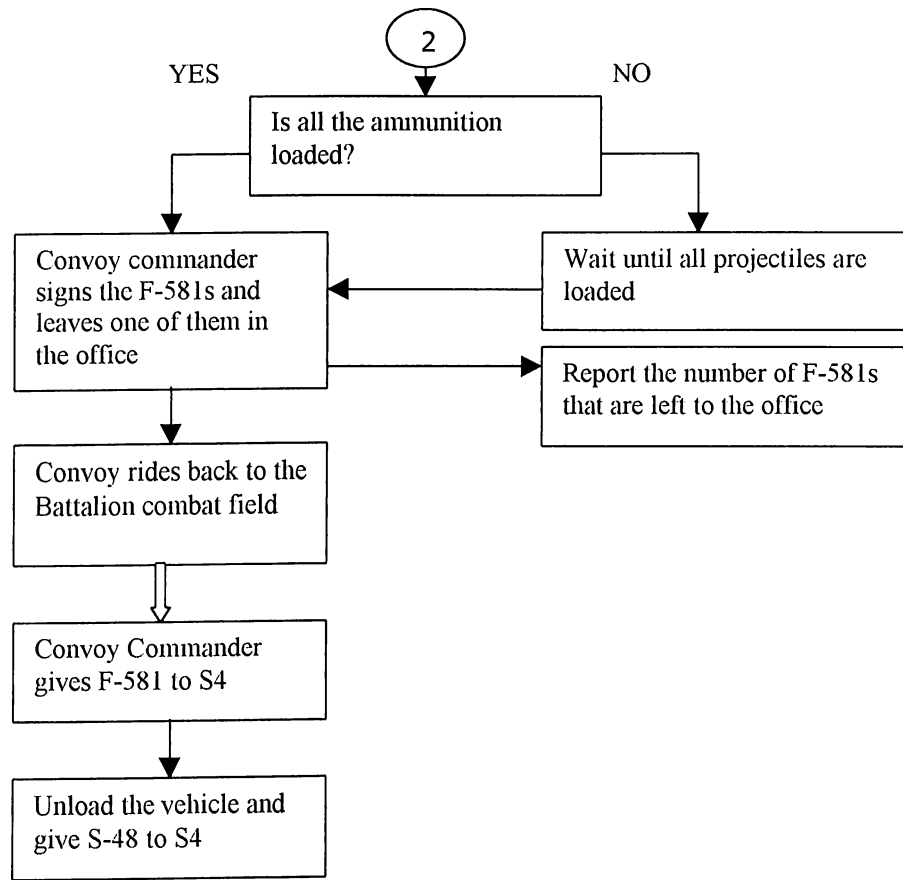 2
YES
NO
Is all the ammunition
loaded?
Convoy commander
signs the F-581s and
leaves one of them in
the office
Wait until all projectiles are
loaded
Report the number of F-581s
that are left to the office
Convoy rides back to the
Battalion combat field
Convoy Commander
gives F-581 to S4
Unload the vehicle and
give S-48 to S4